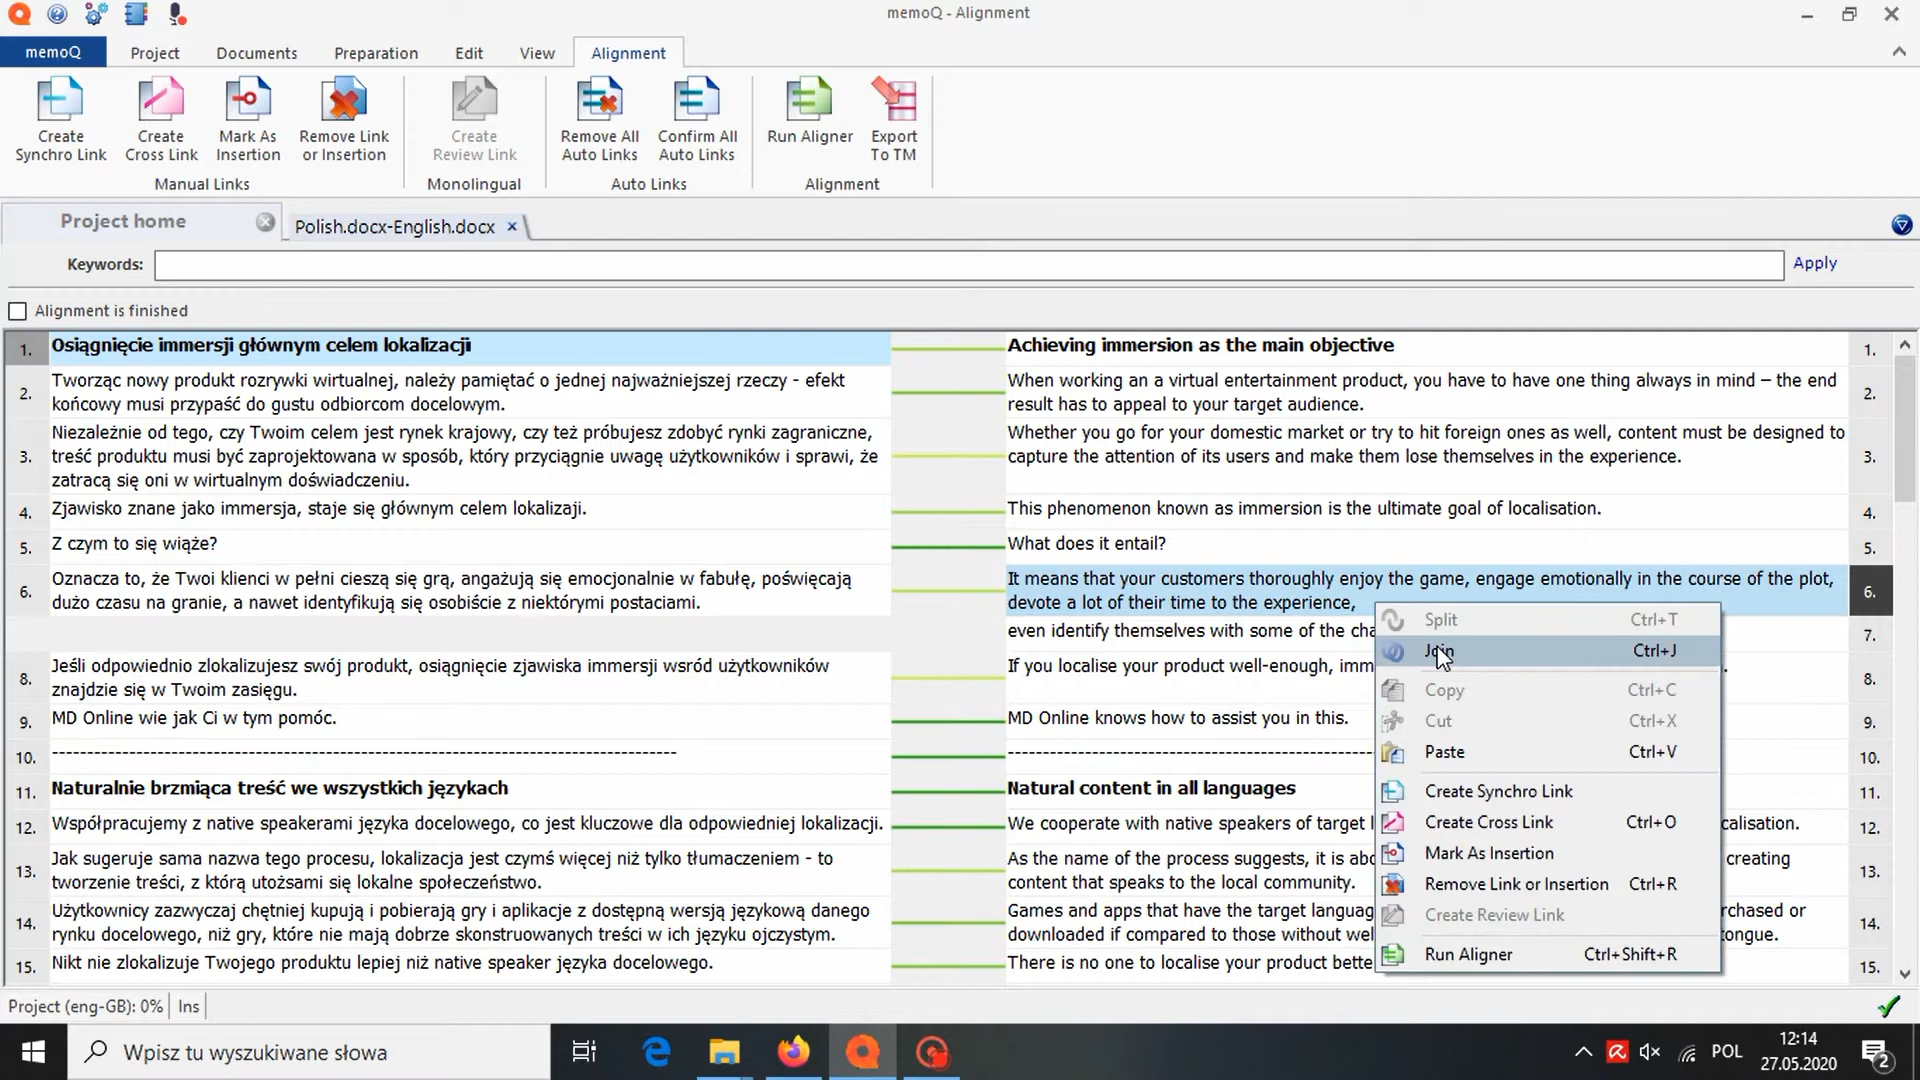 memoQ - Alignment
memoQ
Project
Documents
Preparation
Edit
View
Alignment
Create
Synchro Link
Create
Cross Link
Mark As
Insertion
Remove Link
or Insertion
Create
Review Link
Remove All
Auto Links
Confirm All
Auto Links
Run Aligner
Export
To TM
Manual Links
Monolingual
Auto Links
Alignment
Project home
Polish.docx-English.docx
Keywords:
Apply
Alignment is finished
1. Osiągnięcie immersji głównym celem lokalizacji
Achieving immersion as the main objective 1.
2. Tworząc nowy produkt rozrywki wirtualnej, należy pamiętać o jednej najważniejszej rzeczy - efekt
końcowy musi przypaść do gustu odbiorcom docelowym.
When working an a virtual entertainment product, you have to have one thing always in mind – the end
result has to appeal to your target audience. 2.
3. Niezależnie od tego, czy Twoim celem jest rynek krajowy, czy też próbujesz zdobyć rynki zagraniczne,
treść produktu musi być zaprojektowana w sposób, który przyciągnie uwagę użytkowników i sprawi, że
zatracą się oni w wirtualnym doświadczeniu.
Whether you go for your domestic market or try to hit foreign ones as well, content must be designed to
capture the attention of its users and make them lose themselves in the experience. 3.
4. Zjawisko znane jako immersja, staje się głównym celem lokalizaji.
This phenomenon known as immersion is the ultimate goal of localisation. 4.
5. Z czym to się wiąże?
What does it entail? 5.
6. Oznacza to, że Twoi klienci w pełni cieszą się grą, angażują się emocjonalnie w fabułę, poświęcają
dużo czasu na granie, a nawet identyfikują się osobiście z niektórymi postaciami.
It means that your customers thoroughly enjoy the game, engage emotionally in the course of the plot,
devote a lot of their time to the experience, 6.
even identify themselves with some of the cha 7.
8. Jeśli odpowiednio zlokalizujesz swój produkt, osiągnięcie zjawiska immersji wsród użytkowników
znajdzie się w Twoim zasięgu.
If you localise your product well-enough, imm . 8.
9. MD Online wie jak Ci w tym pomóc.
MD Online knows how to assist you in this. 9.
10. -----------------------------------------------------------------------------------------
---------------------------------------------------- 10.
11. Naturalnie brzmiąca treść we wszystkich językach
Natural content in all languages 11.
12. Współpracujemy z native speakerami języka docelowego, co jest kluczowe dla odpowiedniej lokalizacji.
We cooperate with native speakers of target l calisation. 12.
13. Jak sugeruje sama nazwa tego procesu, lokalizacja jest czymś więcej niż tylko tłumaczeniem - to
tworzenie treści, z którą utożsami się lokalne społeczeństwo.
As the name of the process suggests, it is abo creating
content that speaks to the local community. 13.
14. Użytkownicy zazwyczaj chętniej kupują i pobierają gry i aplikacje z dostępną wersją językową danego
rynku docelowego, niż gry, które nie mają dobrze skonstruowanych treści w ich języku ojczystym.
Games and apps that have the target languag rchased or
downloaded if compared to those without wel tongue. 14.
15. Nikt nie zlokalizuje Twojego produktu lepiej niż native speaker języka docelowego.
There is no one to localise your product bette 15.
Split Ctrl+T
Join Ctrl+J
Copy Ctrl+C
Cut Ctrl+X
Paste Ctrl+V
Create Synchro Link
Create Cross Link Ctrl+O
Mark As Insertion
Remove Link or Insertion Ctrl+R
Create Review Link
Run Aligner Ctrl+Shift+R
Project (eng-GB): 0% Ins
Wpisz tu wyszukiwane słowa
POL
12:14
27.05.2020
2